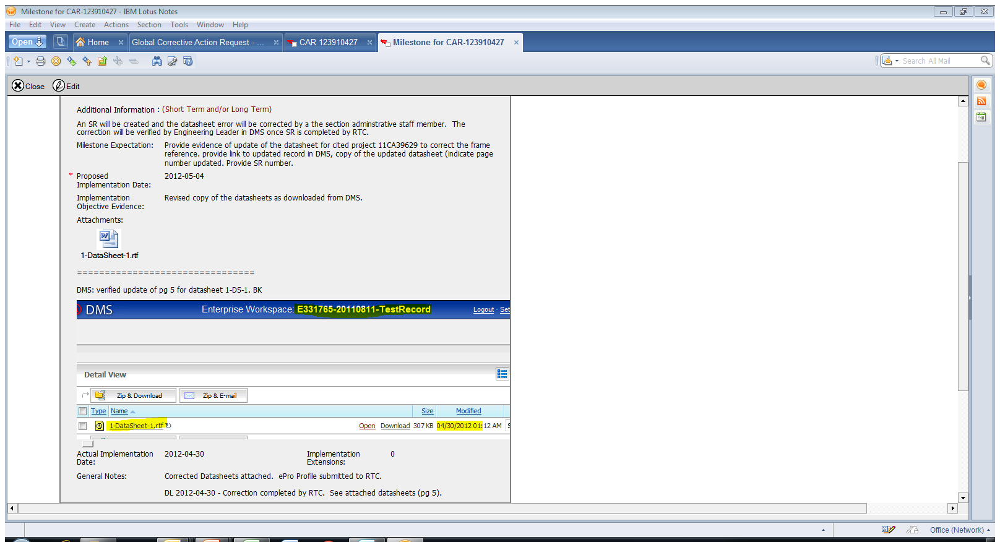 Milestone for CAR-123910427 - IBM Lotus Notes
File Edit View Create Actions Section Tools Window Help
Open Home Global Corrective Action Request - ... CAR 123910427 Milestone for CAR-123910427
Search All Mail
Close Edit
Additional Information : (Short Term and/or Long Term)
An SR will be created and the datasheet error will be corrected by a the section adminstrative staff member. The
correction will be verified by Engineering Leader in DMS once SR is completed by RTC.
Milestone Expectation: Provide evidence of update of the datasheet for cited project 11CA39629 to correct the frame
reference. provide link to updated record in DMS, copy of the updated datasheet (indicate page
number updated. Provide SR number.
* Proposed 2012-05-04
Implementation Date:
Implementation Revised copy of the datasheets as downloaded from DMS.
Objective Evidence:
Attachments:
1-DataSheet-1.rtf
================================
DMS: verified update of pg 5 for datasheet 1-DS-1. BK
DMS Enterprise Workspace: E331765-20110811-TestRecord Logout · Set
Detail View
Zip & Download Zip & E-mail
Type Name Size Modified
1-DataSheet-1.rtf Open Download 307 KB 04/30/2012 01:12 AM S
Actual Implementation 2012-04-30 Implementation 0
Date: Extensions:
General Notes: Corrected Datasheets attached. ePro Profile submitted to RTC.
DL 2012-04-30 - Correction completed by RTC. See attached datasheets (pg 5).
Office (Network)